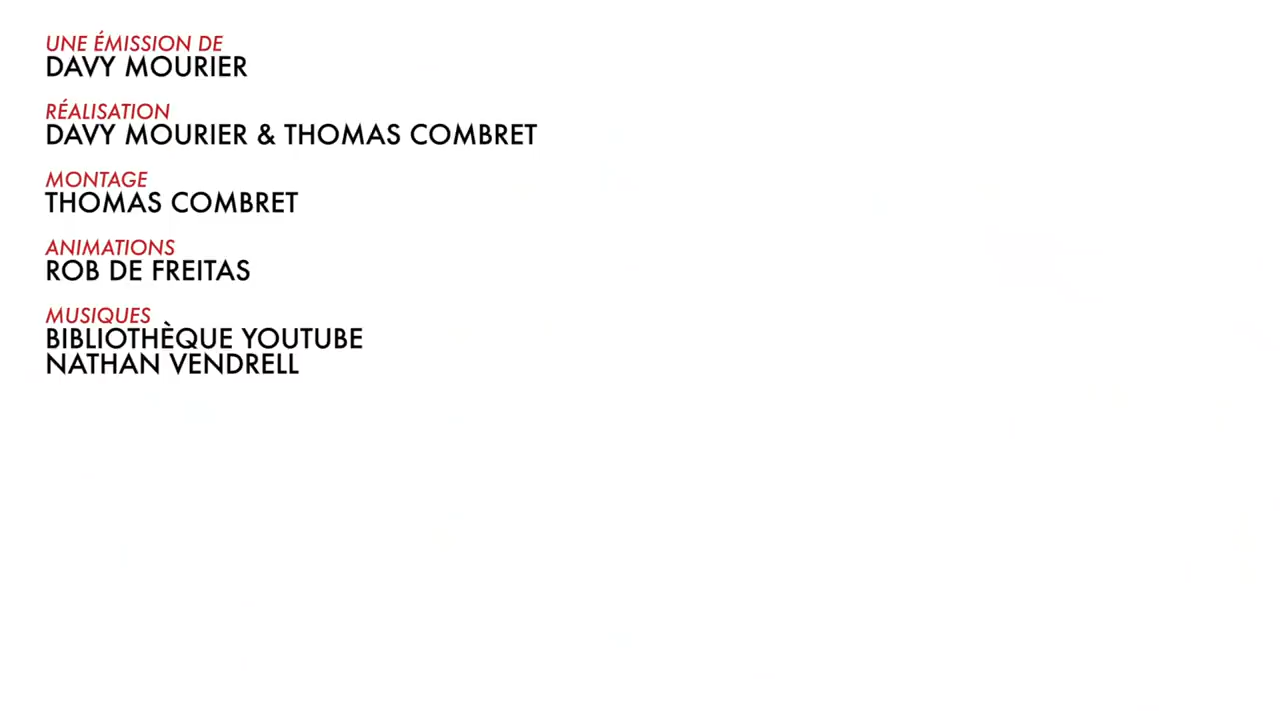 UNE ÉMISSION DE
DAVY MOURIER
RÉALISATION
DAVY MOURIER & THOMAS COMBRET
MONTAGE
THOMAS COMBRET
ANIMATIONS
ROB DE FREITAS
MUSIQUES
BIBLIOTHÈQUE YOUTUBE
NATHAN VENDRELL